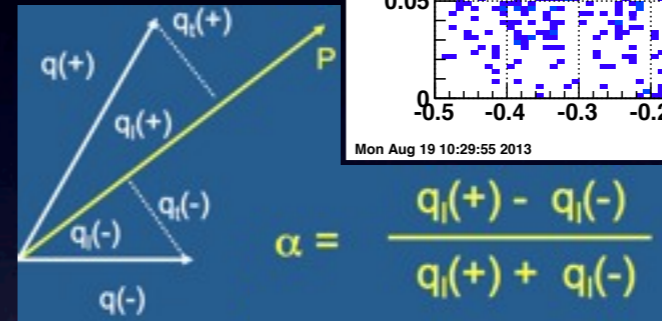 0.05
0
-0.5 -0.4 -0.3 -0.2
Mon Aug 19 10:29:55 2013
qₜ(+)
q(+)
P
qₗ(+)
qₜ(-)
qₗ(-)
q(-)
α = qₗ(+) - qₗ(-)
qₗ(+) + qₗ(-)